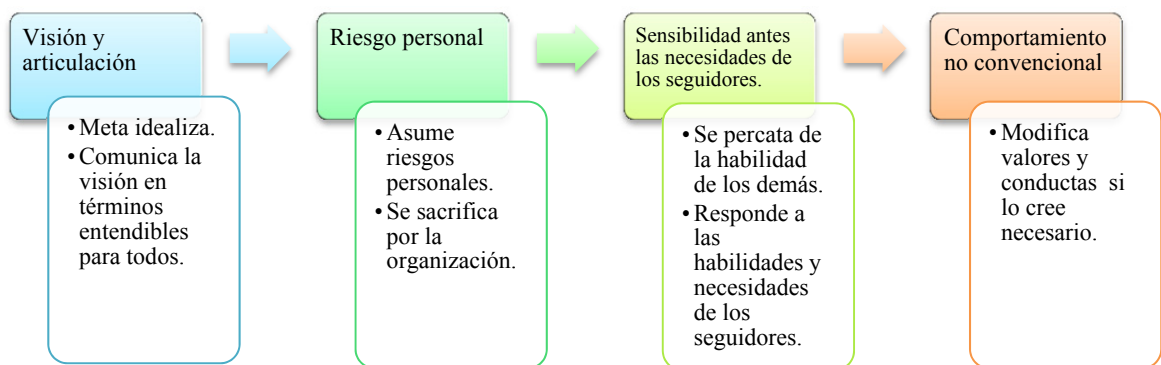 Visión y
articulación
• Meta idealiza.
• Comunica la
visión en
términos
entendibles
para todos.
Riesgo personal
• Asume
riesgos
personales.
• Se sacrifica
por la
organización.
Sensibilidad antes
las necesidades de
los seguidores.
• Se percata de
la habilidad
de los demás.
• Responde a
las
habilidades y
necesidades
de los
seguidores.
Comportamiento
no convencional
• Modifica
valores y
conductas si
lo cree
necesario.